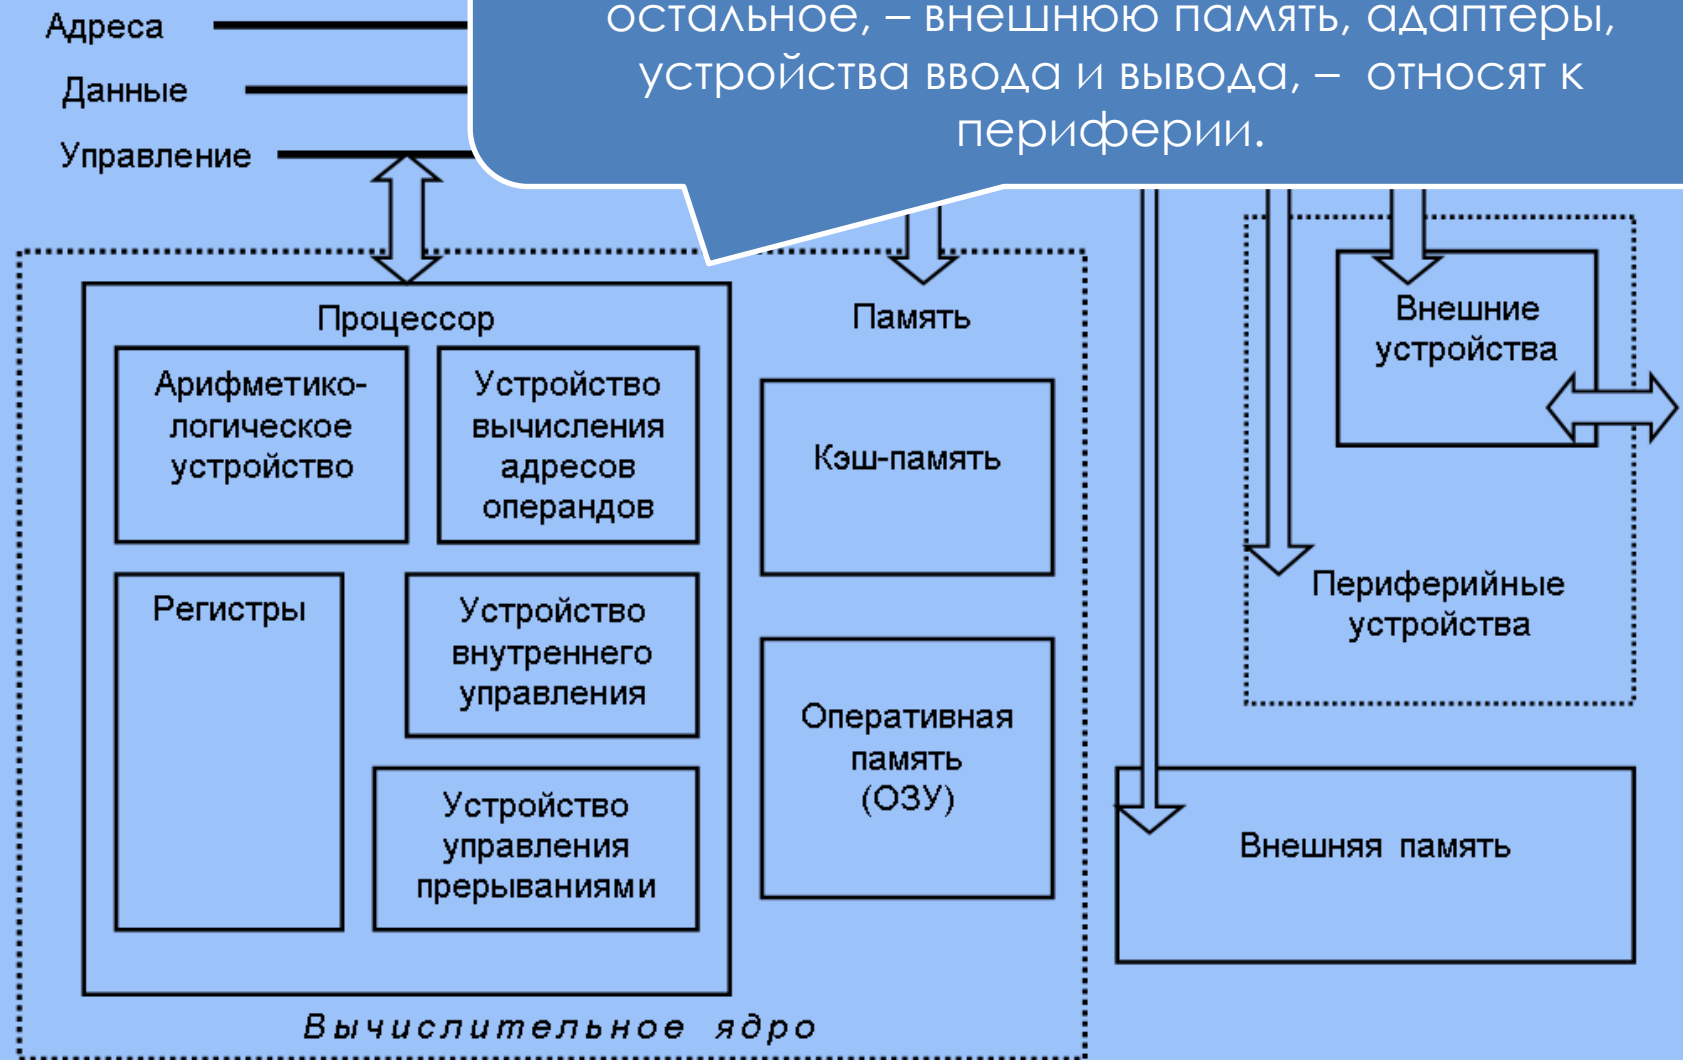 остальное, – внешнюю память, адаптеры,
устройства ввода и вывода, – относят к
периферии.
Адреса
Данные
Управление
Процессор
Арифметико-
логическое
устройство
Устройство
вычисления
адресов
операндов
Регистры
Устройство
внутреннего
управления
Устройство
управления
прерываниями
Память
Кэш-память
Оперативная
память
(ОЗУ)
Вычислительное ядро
Внешние
устройства
Периферийные
устройства
Внешняя память